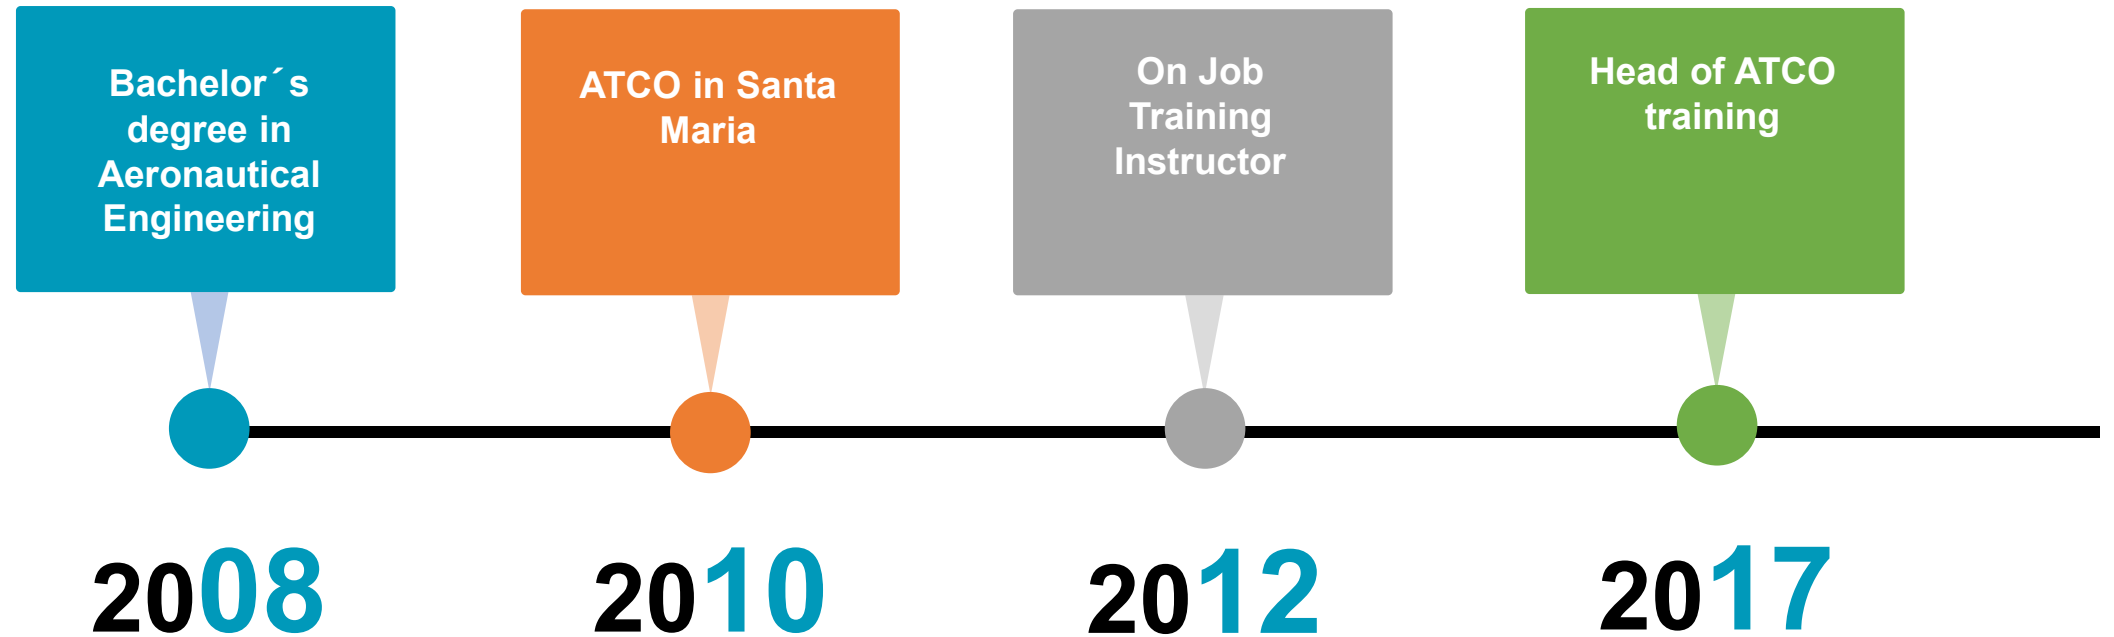 Bachelor´s
degree in
Aeronautical
Engineering
ATCO in Santa
Maria
On Job
Training
Instructor
Head of ATCO
training
2008
2010
2012
2017